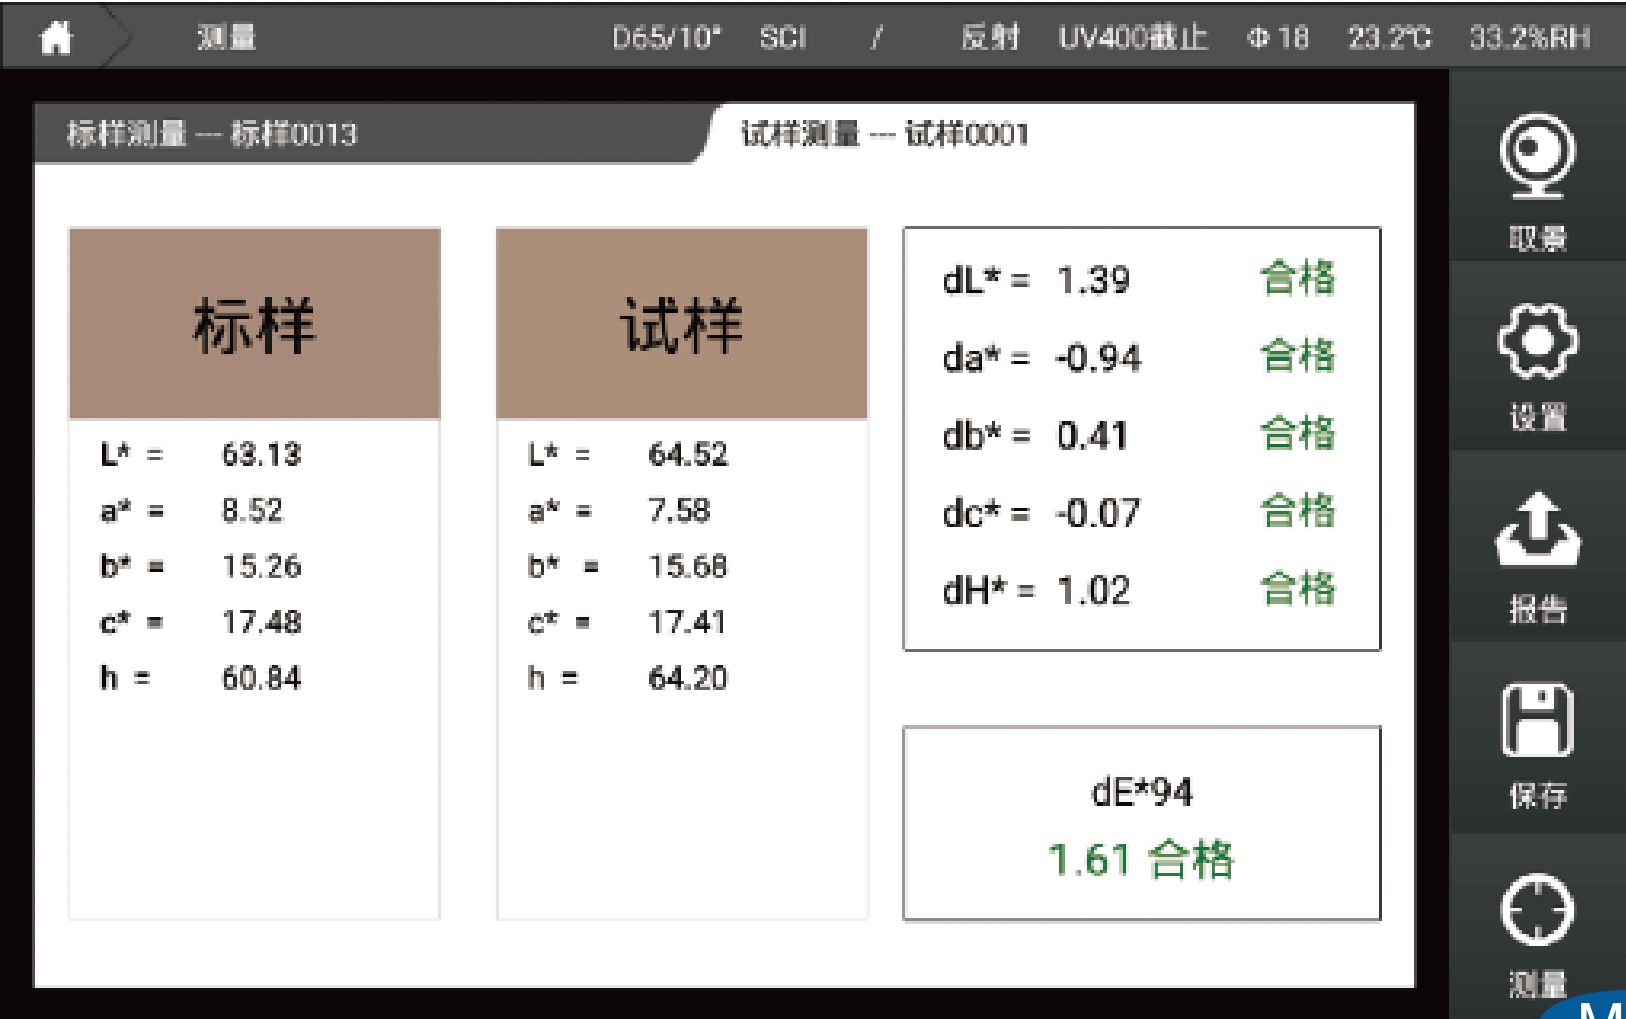 测量 D65/10° SCI / 反射 UV400截止 Φ18 23.2℃ 33.2%RH
标样测量 --- 标样0013
试样测量 --- 试样0001
标样
L* = 63.13
a* = 8.52
b* = 15.26
c* = 17.48
h = 60.84
试样
L* = 64.52
a* = 7.58
b* = 15.68
c* = 17.41
h = 64.20
dL* = 1.39 合格
da* = -0.94 合格
db* = 0.41 合格
dc* = -0.07 合格
dH* = 1.02 合格
dE*94
1.61 合格
取景
设置
报告
保存
测量